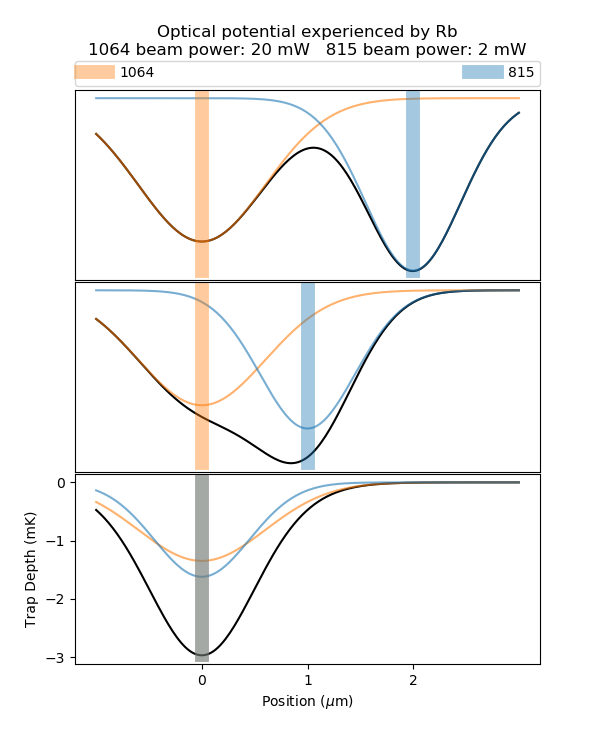 Optical potential experienced by Rb
1064 beam power: 20 mW   815 beam power: 2 mW
1064
815
0
−1
−2
−3
Trap Depth (mK)
0
1
2
Position (μm)